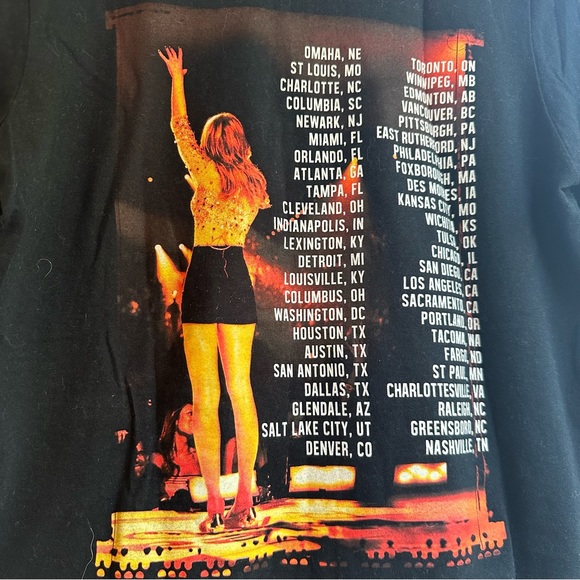 OMAHA, NE
ST LOUIS, MO
CHARLOTTE, NC
COLUMBIA, SC
NEWARK, NJ
MIAMI, FL
ORLANDO, FL
ATLANTA, GA
TAMPA, FL
CLEVELAND, OH
INDIANAPOLIS, IN
LEXINGTON, KY
DETROIT, MI
LOUISVILLE, KY
COLUMBUS, OH
WASHINGTON, DC
HOUSTON, TX
AUSTIN, TX
SAN ANTONIO, TX
DALLAS, TX
GLENDALE, AZ
SALT LAKE CITY, UT
DENVER, CO
TORONTO, ON
WINNIPEG, MB
EDMONTON, AB
VANCOUVER, BC
PITTSBURGH, PA
EAST RUTHERFORD, NJ
PHILADELPHIA, PA
FOXBOROUGH, MA
DES MOINES, IA
KANSAS CITY, MO
WICHITA, KS
TULSA, OK
CHICAGO, IL
SAN DIEGO, CA
LOS ANGELES, CA
SACRAMENTO, CA
PORTLAND, OR
TACOMA, WA
FARGO, ND
ST PAUL, MN
CHARLOTTESVILLE, VA
RALEIGH, NC
GREENSBORO, NC
NASHVILLE, TN